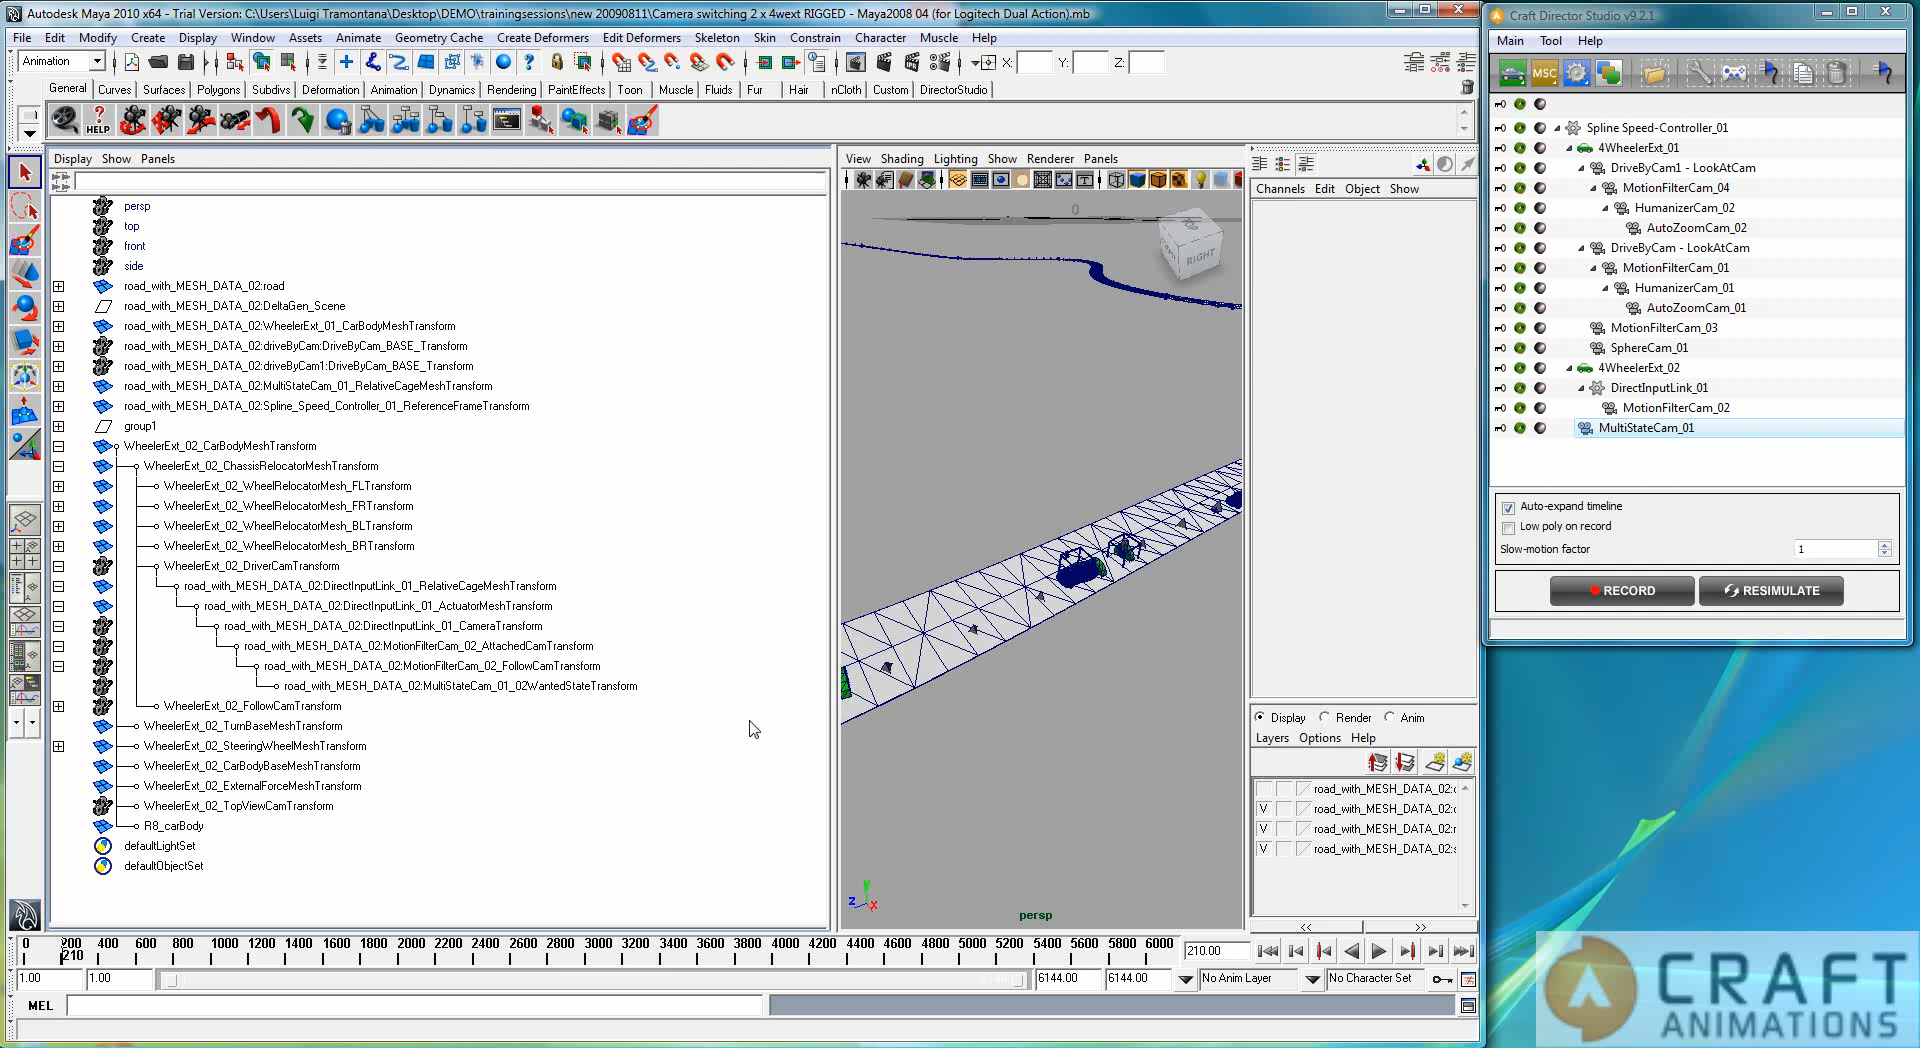 Autodesk Maya 2010 x64 - Trial Version: C:\Users\Luigi Tramontana\Desktop\DEMO\trainingsessions\new 20090811\Camera switching 2 x 4wext RIGGED - Maya2008 04 (for Logitech Dual Action).mb
File Edit Modify Create Display Window Assets Animate Geometry Cache Create Deformers Edit Deformers Skeleton Skin Constrain Character Muscle Help
Animation
X: Y: Z:
General Curves Surfaces Polygons Subdivs Deformation Animation Dynamics Rendering PaintEffects Toon Muscle Fluids Fur Hair nCloth Custom DirectorStudio
HELP
Display Show Panels
persp
top
front
side
road_with_MESH_DATA_02:road
road_with_MESH_DATA_02:DeltaGen_Scene
road_with_MESH_DATA_02:WheelerExt_01_CarBodyMeshTransform
road_with_MESH_DATA_02:driveByCam:DriveByCam_BASE_Transform
road_with_MESH_DATA_02:driveByCam1:DriveByCam_BASE_Transform
road_with_MESH_DATA_02:MultiStateCam_01_RelativeCageMeshTransform
road_with_MESH_DATA_02:Spline_Speed_Controller_01_ReferenceFrameTransform
group1
WheelerExt_02_CarBodyMeshTransform
WheelerExt_02_ChassisRelocatorMeshTransform
WheelerExt_02_WheelRelocatorMesh_FLTransform
WheelerExt_02_WheelRelocatorMesh_FRTransform
WheelerExt_02_WheelRelocatorMesh_BLTransform
WheelerExt_02_WheelRelocatorMesh_BRTransform
WheelerExt_02_DriverCamTransform
road_with_MESH_DATA_02:DirectInputLink_01_RelativeCageMeshTransform
road_with_MESH_DATA_02:DirectInputLink_01_ActuatorMeshTransform
road_with_MESH_DATA_02:DirectInputLink_01_CameraTransform
road_with_MESH_DATA_02:MotionFilterCam_02_AttachedCamTransform
road_with_MESH_DATA_02:MotionFilterCam_02_FollowCamTransform
road_with_MESH_DATA_02:MultiStateCam_01_02WantedStateTransform
WheelerExt_02_FollowCamTransform
WheelerExt_02_TurnBaseMeshTransform
WheelerExt_02_SteeringWheelMeshTransform
WheelerExt_02_CarBodyBaseMeshTransform
WheelerExt_02_ExternalForceMeshTransform
WheelerExt_02_TopViewCamTransform
R8_carBody
defaultLightSet
defaultObjectSet
View Shading Lighting Show Renderer Panels
0
TOP
RIGHT
y
z
x
persp
Channels Edit Object Show
Display Render Anim
Layers Options Help
road_with_MESH_DATA_02:
V road_with_MESH_DATA_02:
V road_with_MESH_DATA_02:
V road_with_MESH_DATA_02:
<< >>
0 200 400 600 800 1000 1200 1400 1600 1800 2000 2200 2400 2600 2800 3000 3200 3400 3600 3800 4000 4200 4400 4600 4800 5000 5200 5400 5600 5800 6000
210
210.00
1.00 1.00 6144.00 6144.00 No Anim Layer No Character Set
MEL
Craft Director Studio v9.2.1
Main Tool Help
MSC
Spline Speed-Controller_01
4WheelerExt_01
DriveByCam1 - LookAtCam
MotionFilterCam_04
HumanizerCam_02
AutoZoomCam_02
DriveByCam - LookAtCam
MotionFilterCam_01
HumanizerCam_01
AutoZoomCam_01
MotionFilterCam_03
SphereCam_01
4WheelerExt_02
DirectInputLink_01
MotionFilterCam_02
MultiStateCam_01
Auto-expand timeline
Low poly on record
Slow-motion factor 1
RECORD RESIMULATE
CRAFT
ANIMATIONS